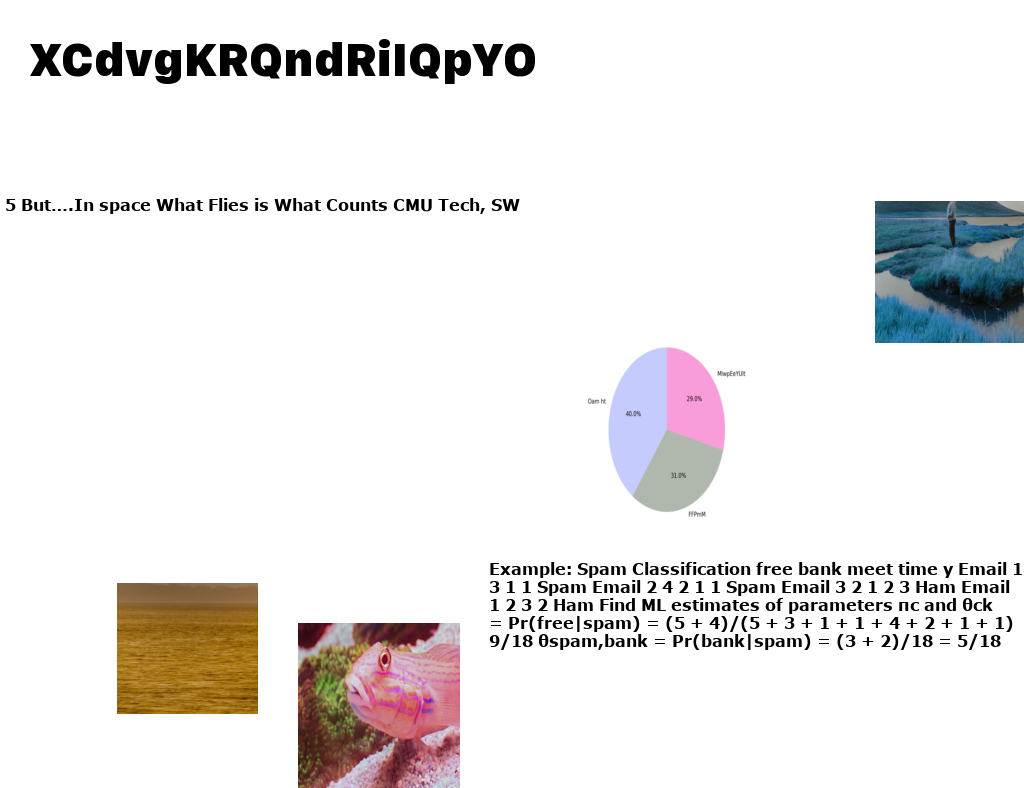 XCdvgKRQndRiIQpYO
5 But....In space What Flies is What Counts CMU Tech, SW
MlwpEeYUlt
Oam ht
29.0%
40.0%
31.0%
FFPmM
Example: Spam Classification free bank meet time y Email 1
3 1 1 Spam Email 2 4 2 1 1 Spam Email 3 2 1 2 3 Ham Email
1 2 3 2 Ham Find ML estimates of parameters πc and θck
= Pr(free|spam) = (5 + 4)/(5 + 3 + 1 + 1 + 4 + 2 + 1 + 1)
9/18 θspam,bank = Pr(bank|spam) = (3 + 2)/18 = 5/18